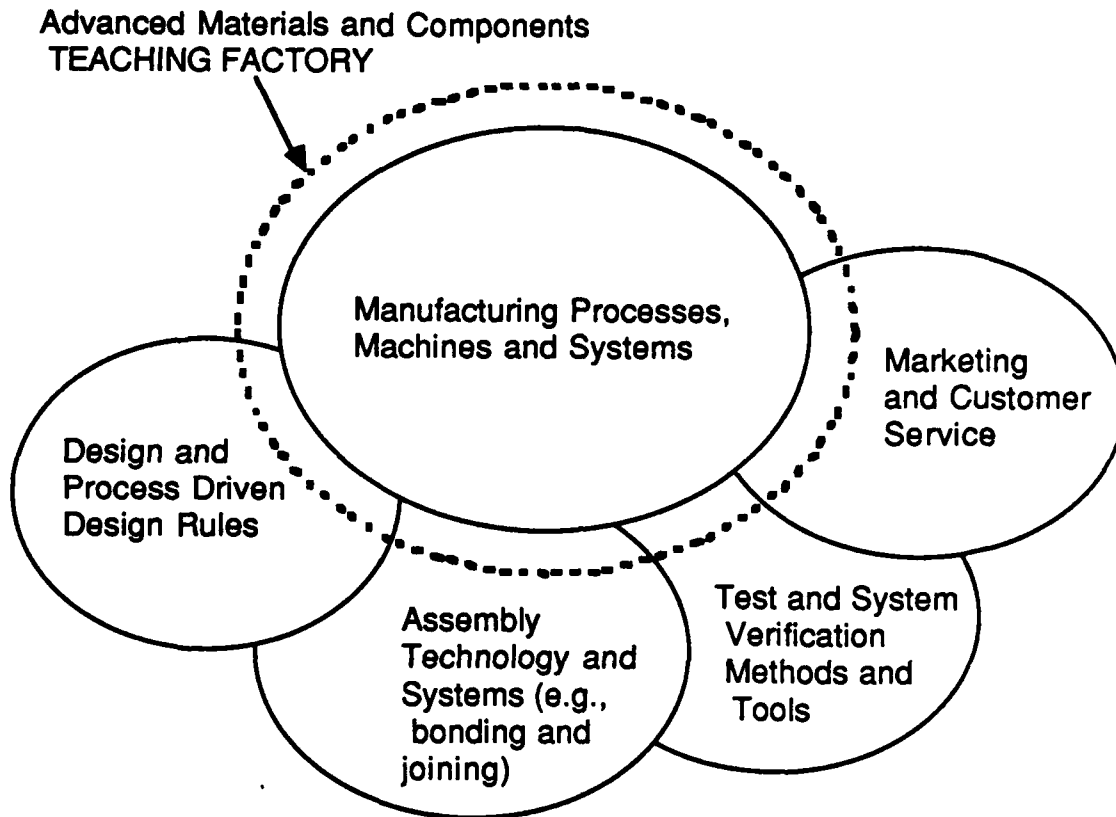 Advanced Materials and Components
TEACHING FACTORY
Manufacturing Processes,
Machines and Systems
Marketing
and Customer
Service
Design and
Process Driven
Design Rules
Assembly
Technology and
Systems (e.g.,
bonding and
joining)
Test and System
Verification
Methods and
Tools